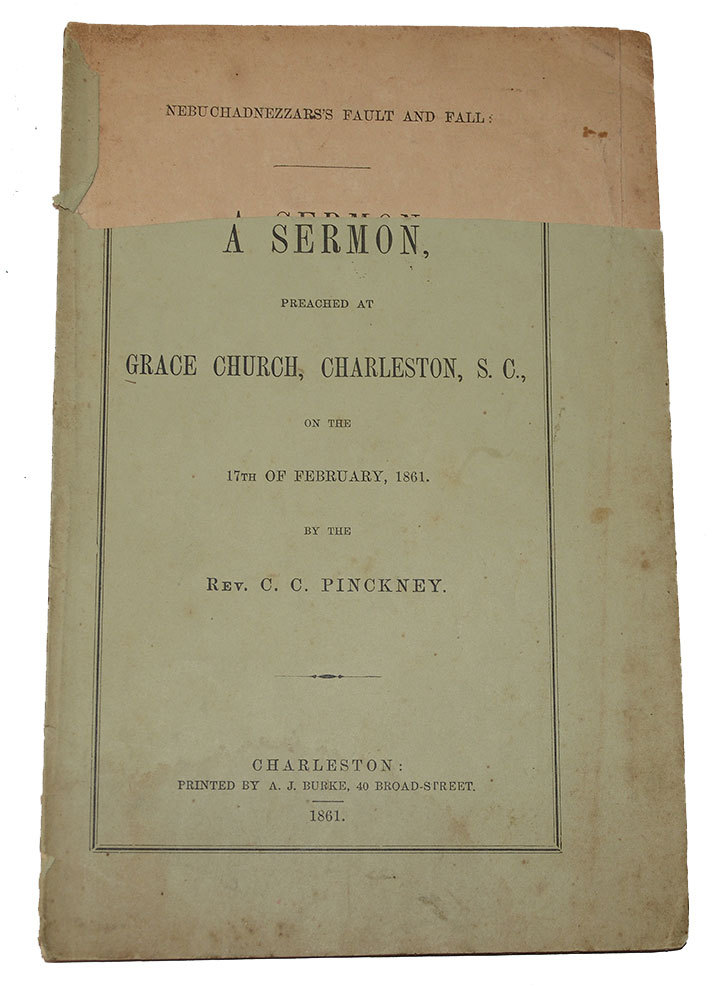 NEBUCHADNEZZARS'S FAULT AND FALL:
A SERMON,
A SERMON,
PREACHED AT
GRACE CHURCH, CHARLESTON, S. C.,
ON THE
17TH OF FEBRUARY, 1861.
BY THE
REV. C. C. PINCKNEY.
CHARLESTON:
PRINTED BY A. J. BURKE, 40 BROAD-STREET.
1861.